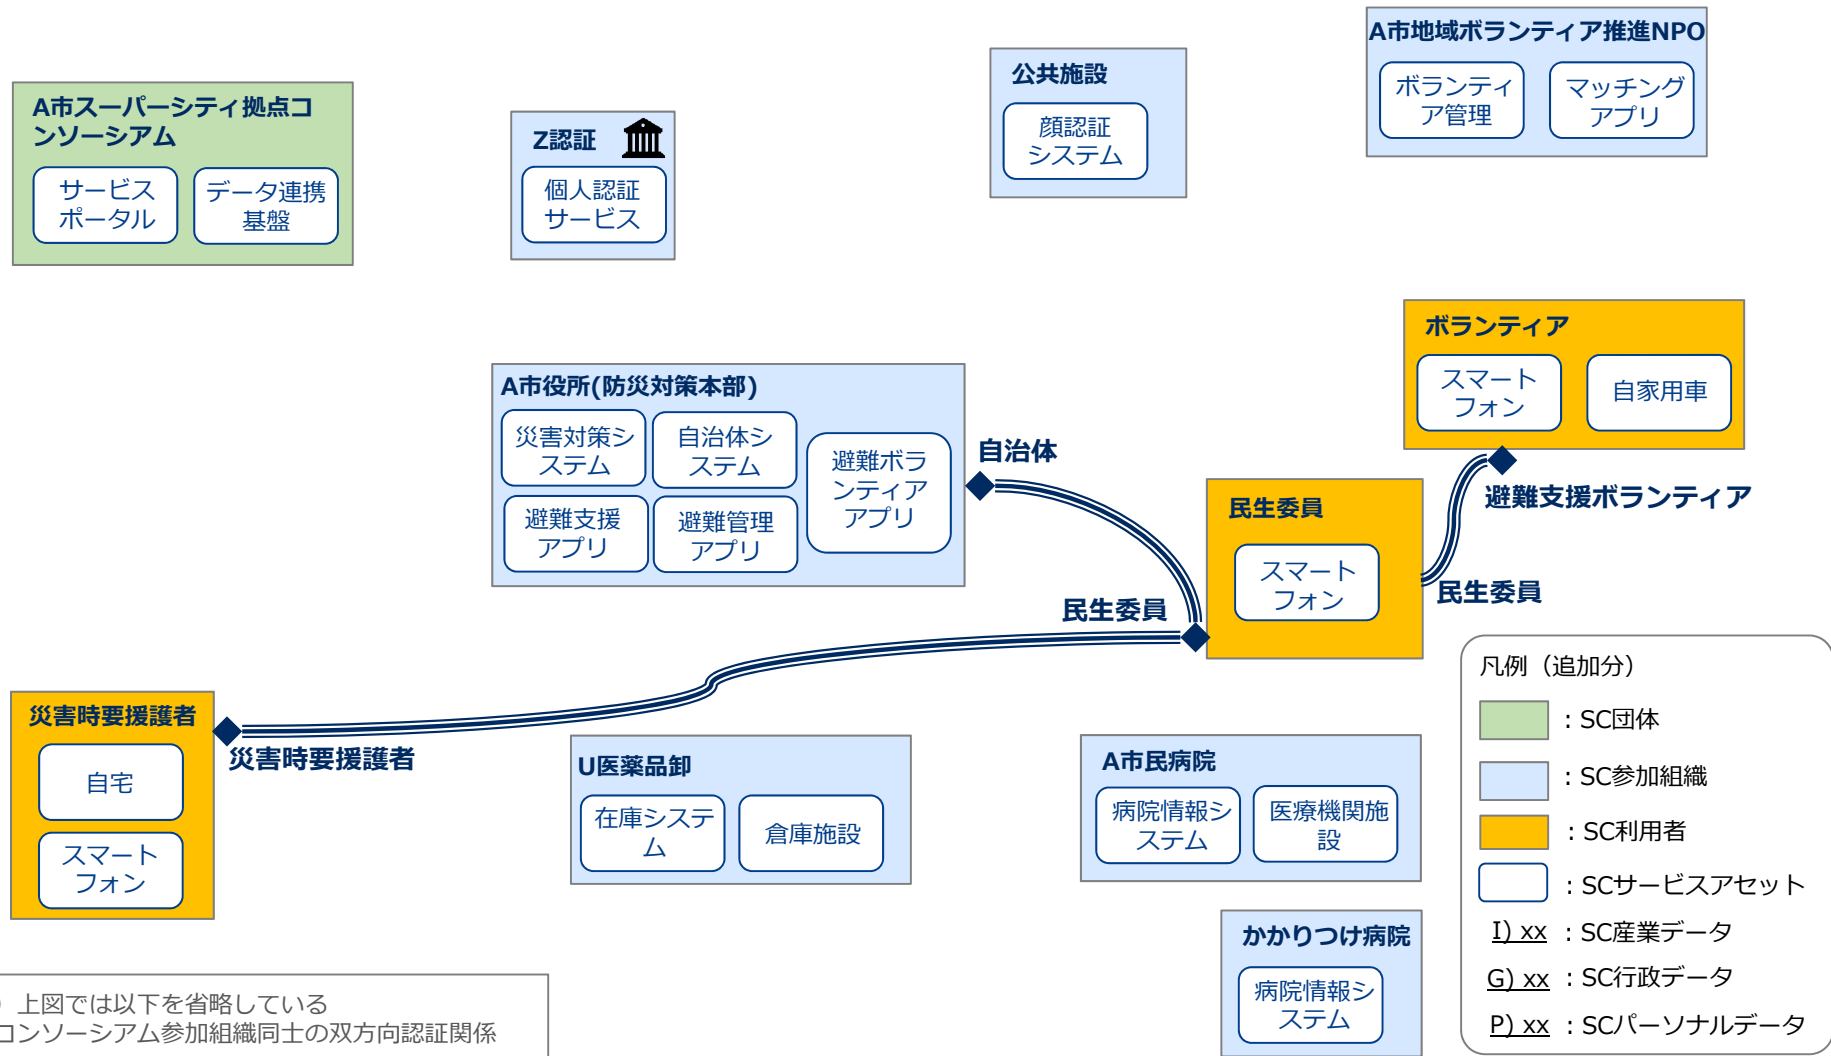 A市スーパーシティ拠点コ
ンソーシアム
サービス
ポータル
データ連携
基盤
Z認証
個人認証
サービス
公共施設
顔認証
システム
A市地域ボランティア推進NPO
ボランティ
ア管理
マッチング
アプリ
A市役所(防災対策本部)
災害対策シ
ステム
自治体シ
ステム
避難支援
アプリ
避難管理
アプリ
避難ボラ
ンティア
アプリ
自治体
民生委員
民生委員
スマート
フォン
民生委員
ボランティア
スマート
フォン
自家用車
避難支援ボランティア
災害時要援護者
自宅
スマート
フォン
災害時要援護者
U医薬品卸
在庫システ
ム
倉庫施設
A市民病院
病院情報シ
ステム
医療機関施
設
かかりつけ病院
病院情報シ
ステム
凡例（追加分）
：SC団体
：SC参加組織
：SC利用者
：SCサービスアセット
I) xx ：SC産業データ
G) xx ：SC行政データ
P) xx ：SCパーソナルデータ
）上図では以下を省略している
コンソーシアム参加組織同士の双方向認証関係